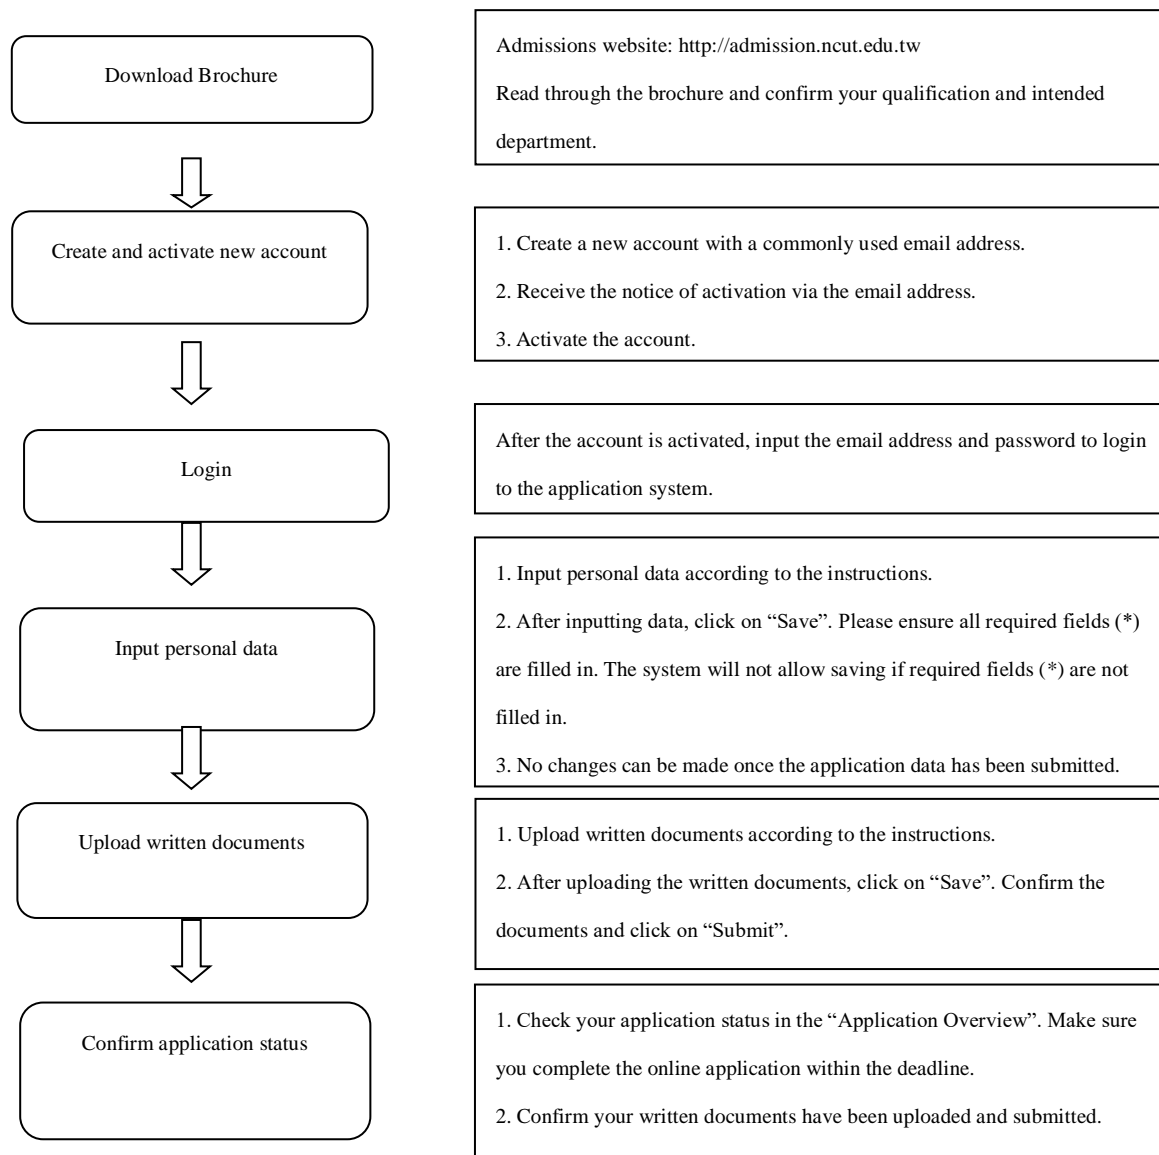 Download Brochure
Admissions website: http://admission.ncut.edu.tw
Read through the brochure and confirm your qualification and intended
department.
Create and activate new account
1. Create a new account with a commonly used email address.
2. Receive the notice of activation via the email address.
3. Activate the account.
Login
After the account is activated, input the email address and password to login
to the application system.
Input personal data
1. Input personal data according to the instructions.
2. After inputting data, click on “Save”. Please ensure all required fields (*)
are filled in. The system will not allow saving if required fields (*) are not
filled in.
3. No changes can be made once the application data has been submitted.
Upload written documents
1. Upload written documents according to the instructions.
2. After uploading the written documents, click on “Save”. Confirm the
documents and click on “Submit”.
Confirm application status
1. Check your application status in the “Application Overview”. Make sure
you complete the online application within the deadline.
2. Confirm your written documents have been uploaded and submitted.